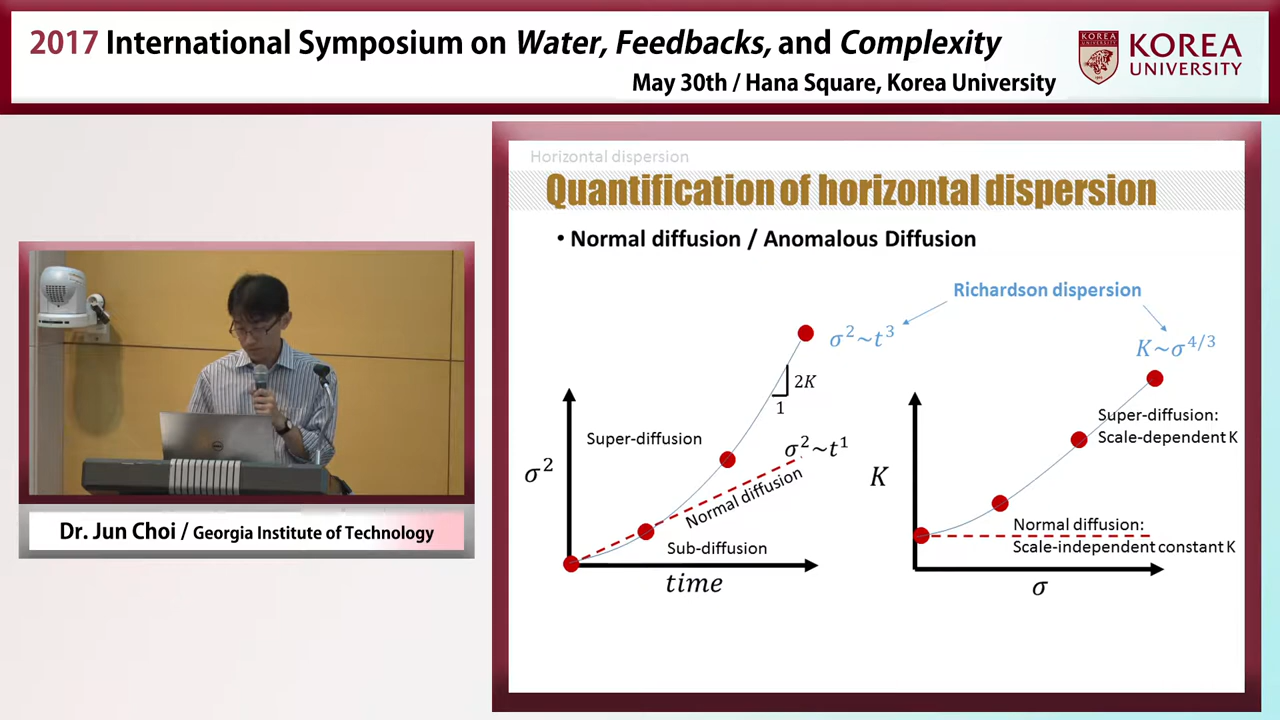 2017 International Symposium on Water, Feedbacks, and Complexity
May 30th / Hana Square, Korea University
KOREA
UNIVERSITY
Horizontal dispersion
Quantification of horizontal dispersion
• Normal diffusion / Anomalous Diffusion
Richardson dispersion
σ²~t³
K~σ^{4/3}
2K
1
Super-diffusion
σ²~t¹
Normal diffusion
Sub-diffusion
σ²
time
Super-diffusion:
Scale-dependent K
K
Normal diffusion:
Scale-independent constant K
σ
Dr. Jun Choi / Georgia Institute of Technology